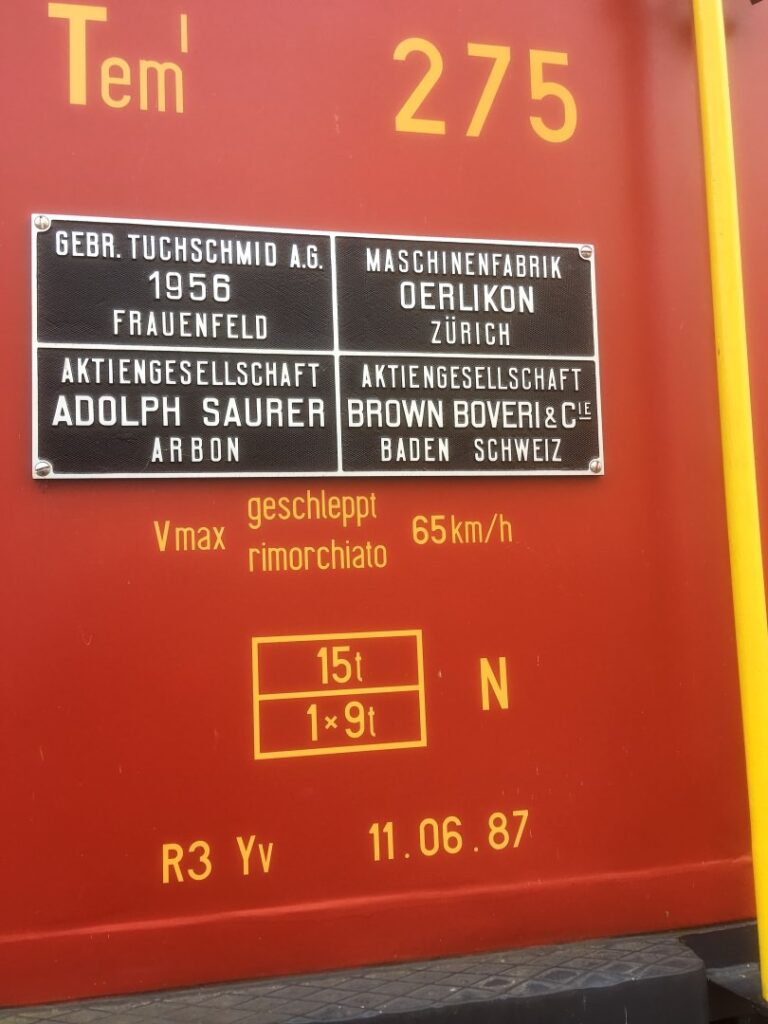 Tem I 275
GEBR. TUCHSCHMID A.G.
1956
FRAUENFELD
MASCHINENFABRIK
OERLIKON
ZÜRICH
AKTIENGESELLSCHAFT
ADOLPH SAURER
ARBON
AKTIENGESELLSCHAFT
BROWN BOVERI & CIE
BADEN SCHWEIZ
Vmax geschleppt 65km/h
rimorchiato
15t
1×9t
N
R3 Yv 11.06.87